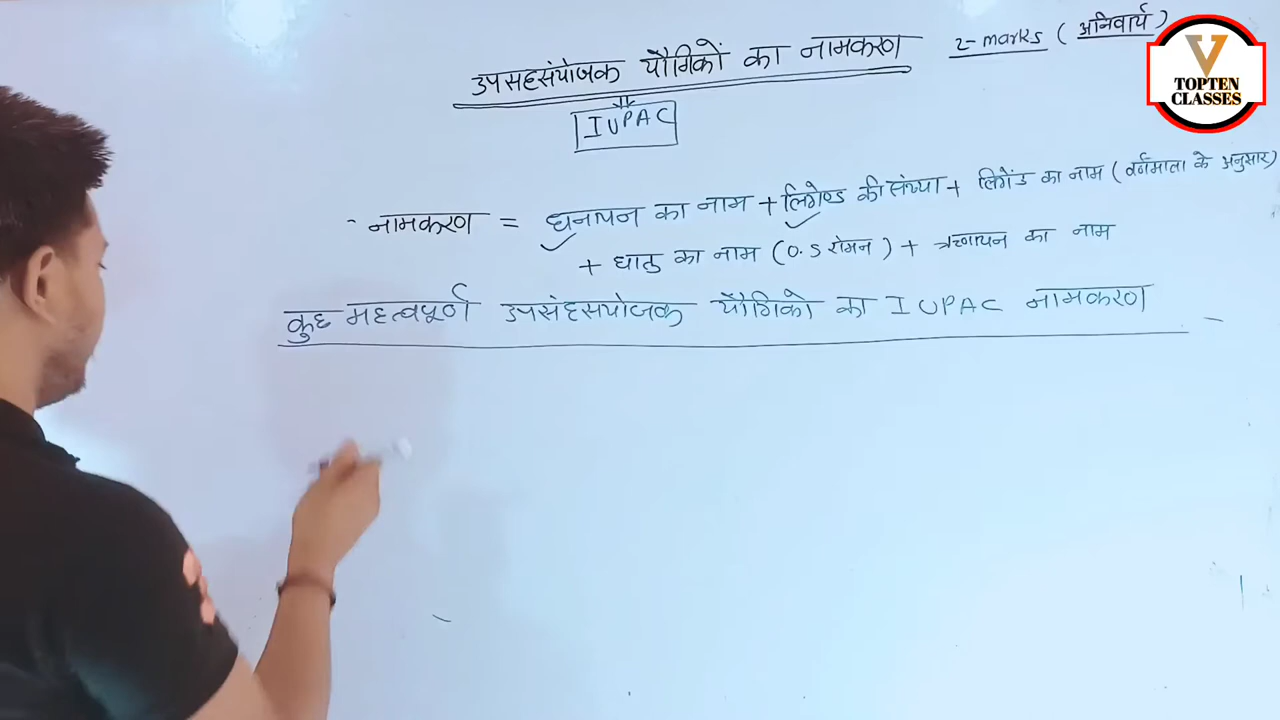 उपसहसंयोजक यौगिकों का नामकरण 2-marks (अनिवार्य)
IUPAC
V
TOPTEN
CLASSES
- नामकरण = धनायन का नाम + लिगेण्ड की संख्या + लिगेंड का नाम (वर्णमाला के अनुसार)
+ धातु का नाम (O.S रोमन) + ऋणायन का नाम
कुछ महत्वपूर्ण उपसंहसयोजक यौगिको का IUPAC नामकरण -